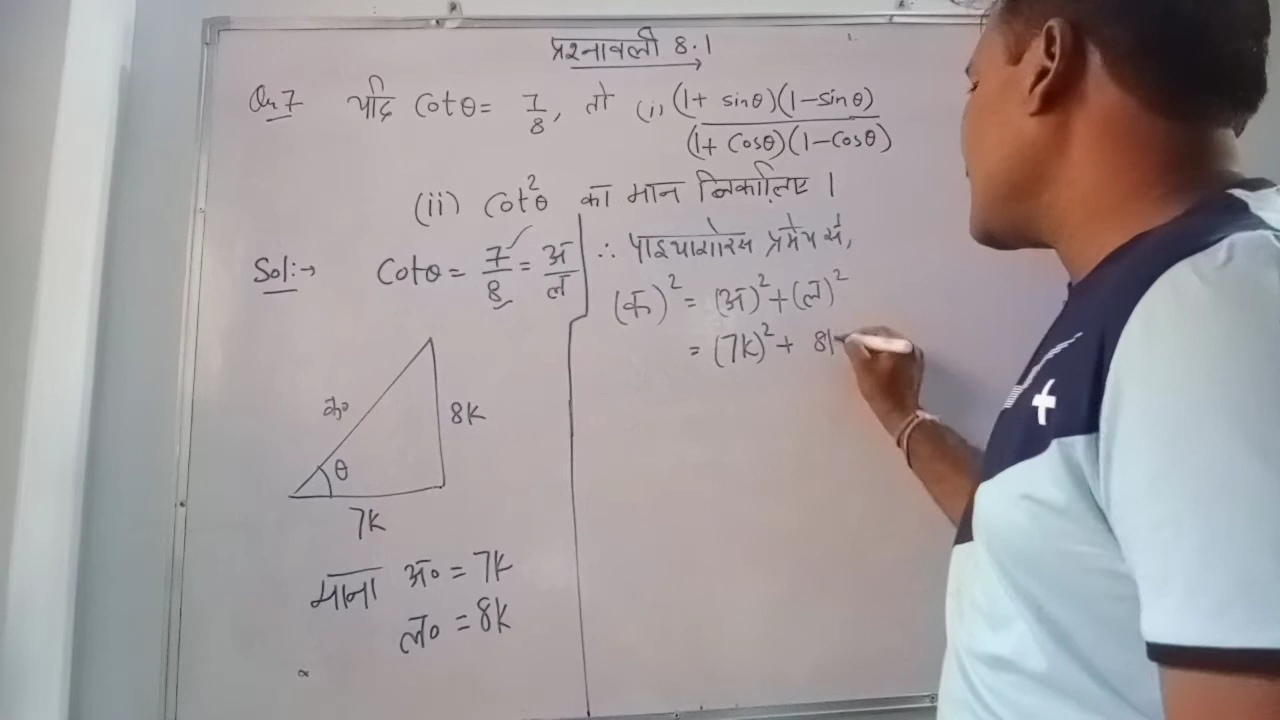 प्रश्नावली 8.1
Qu 7 यदि Cotθ = 7/8, तो (i) (1+ sinθ)(1-sinθ)/(1+ Cosθ)(1-Cosθ)
(ii) Cot²θ का मान निकालिए ।
Sol:→ Cotθ = 7/8 = अ/ल
क०
θ
8K
7K
माना अ० = 7K
ल० = 8K
∴ पाइथागोरस प्रमेय से,
(क)² = (अ)² + (ल)²
= (7K)² + 8K